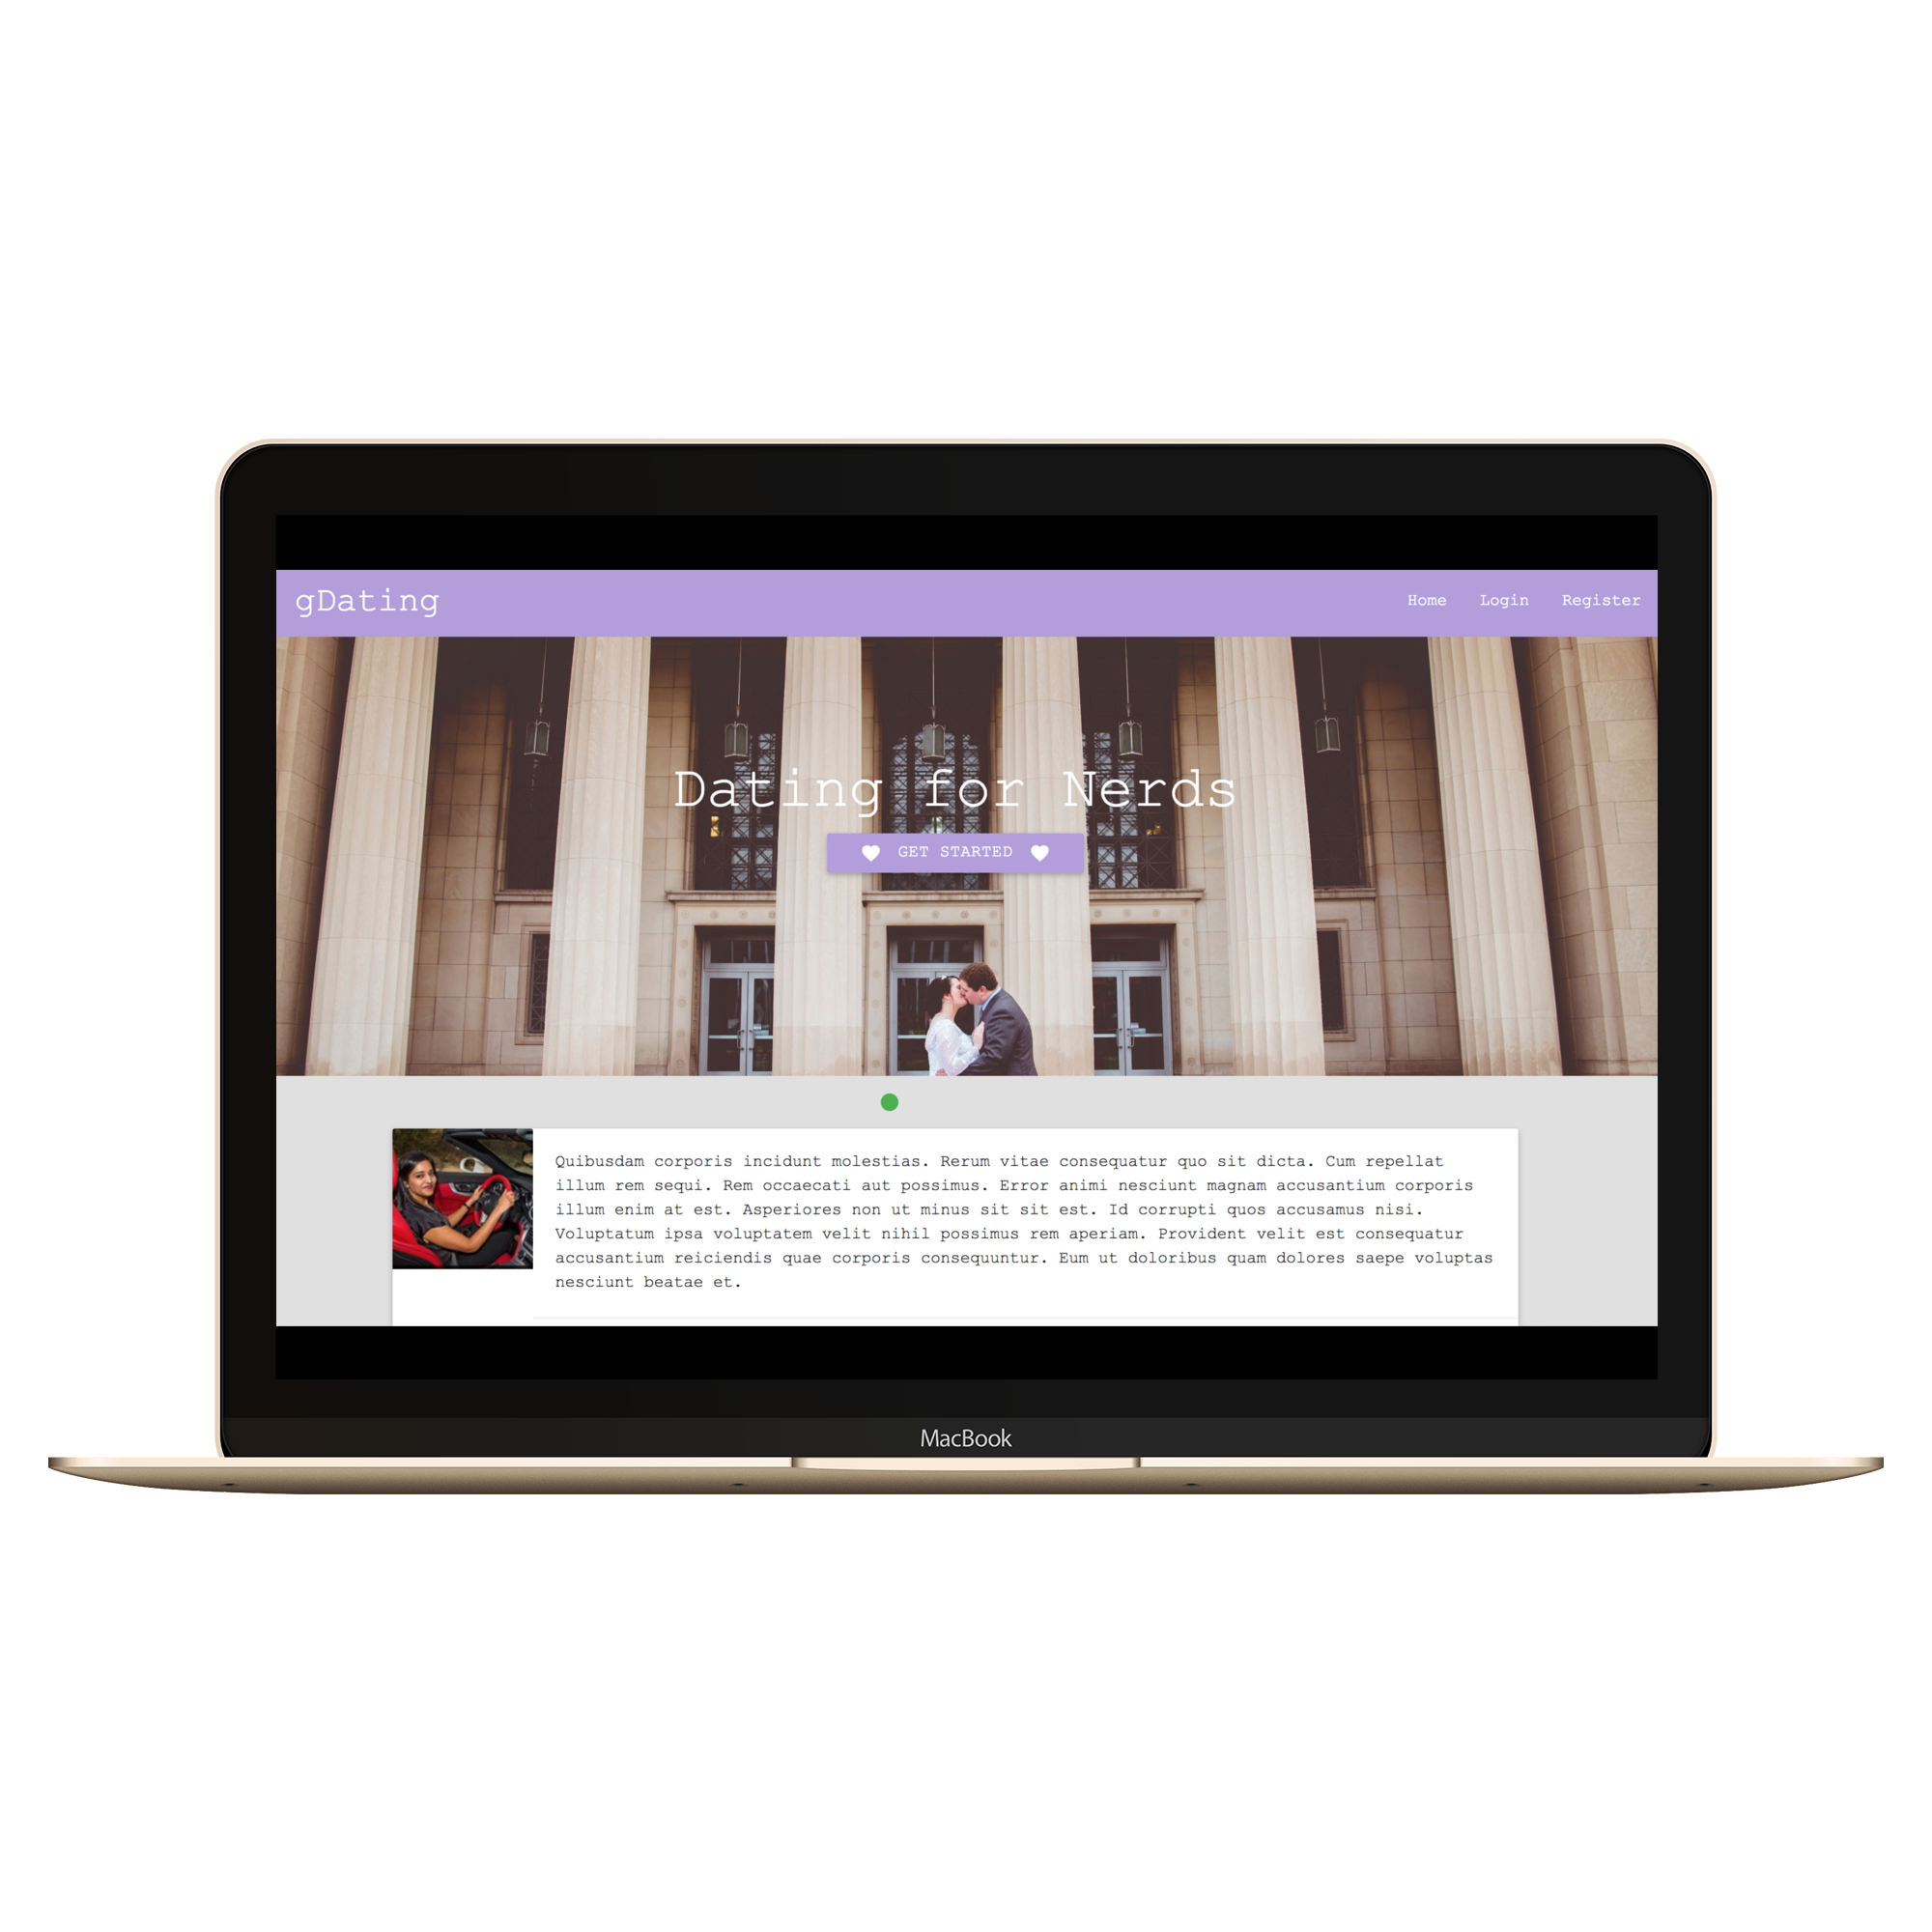 gDating
Home Login Register
Dating for Nerds
GET STARTED
Quibusdam corporis incidunt molestias. Rerum vitae consequatur quo sit dicta. Cum repellat
illum rem sequi. Rem occaecati aut possimus. Error animi nesciunt magnam accusantium corporis
illum enim at est. Asperiores non ut minus sit sit est. Id corrupti quos accusamus nisi.
Voluptatum ipsa voluptatem velit nihil possimus rem aperiam. Provident velit est consequatur
accusantium reiciendis quae corporis consequuntur. Eum ut doloribus quam dolores saepe voluptas
nesciunt beatae et.
MacBook